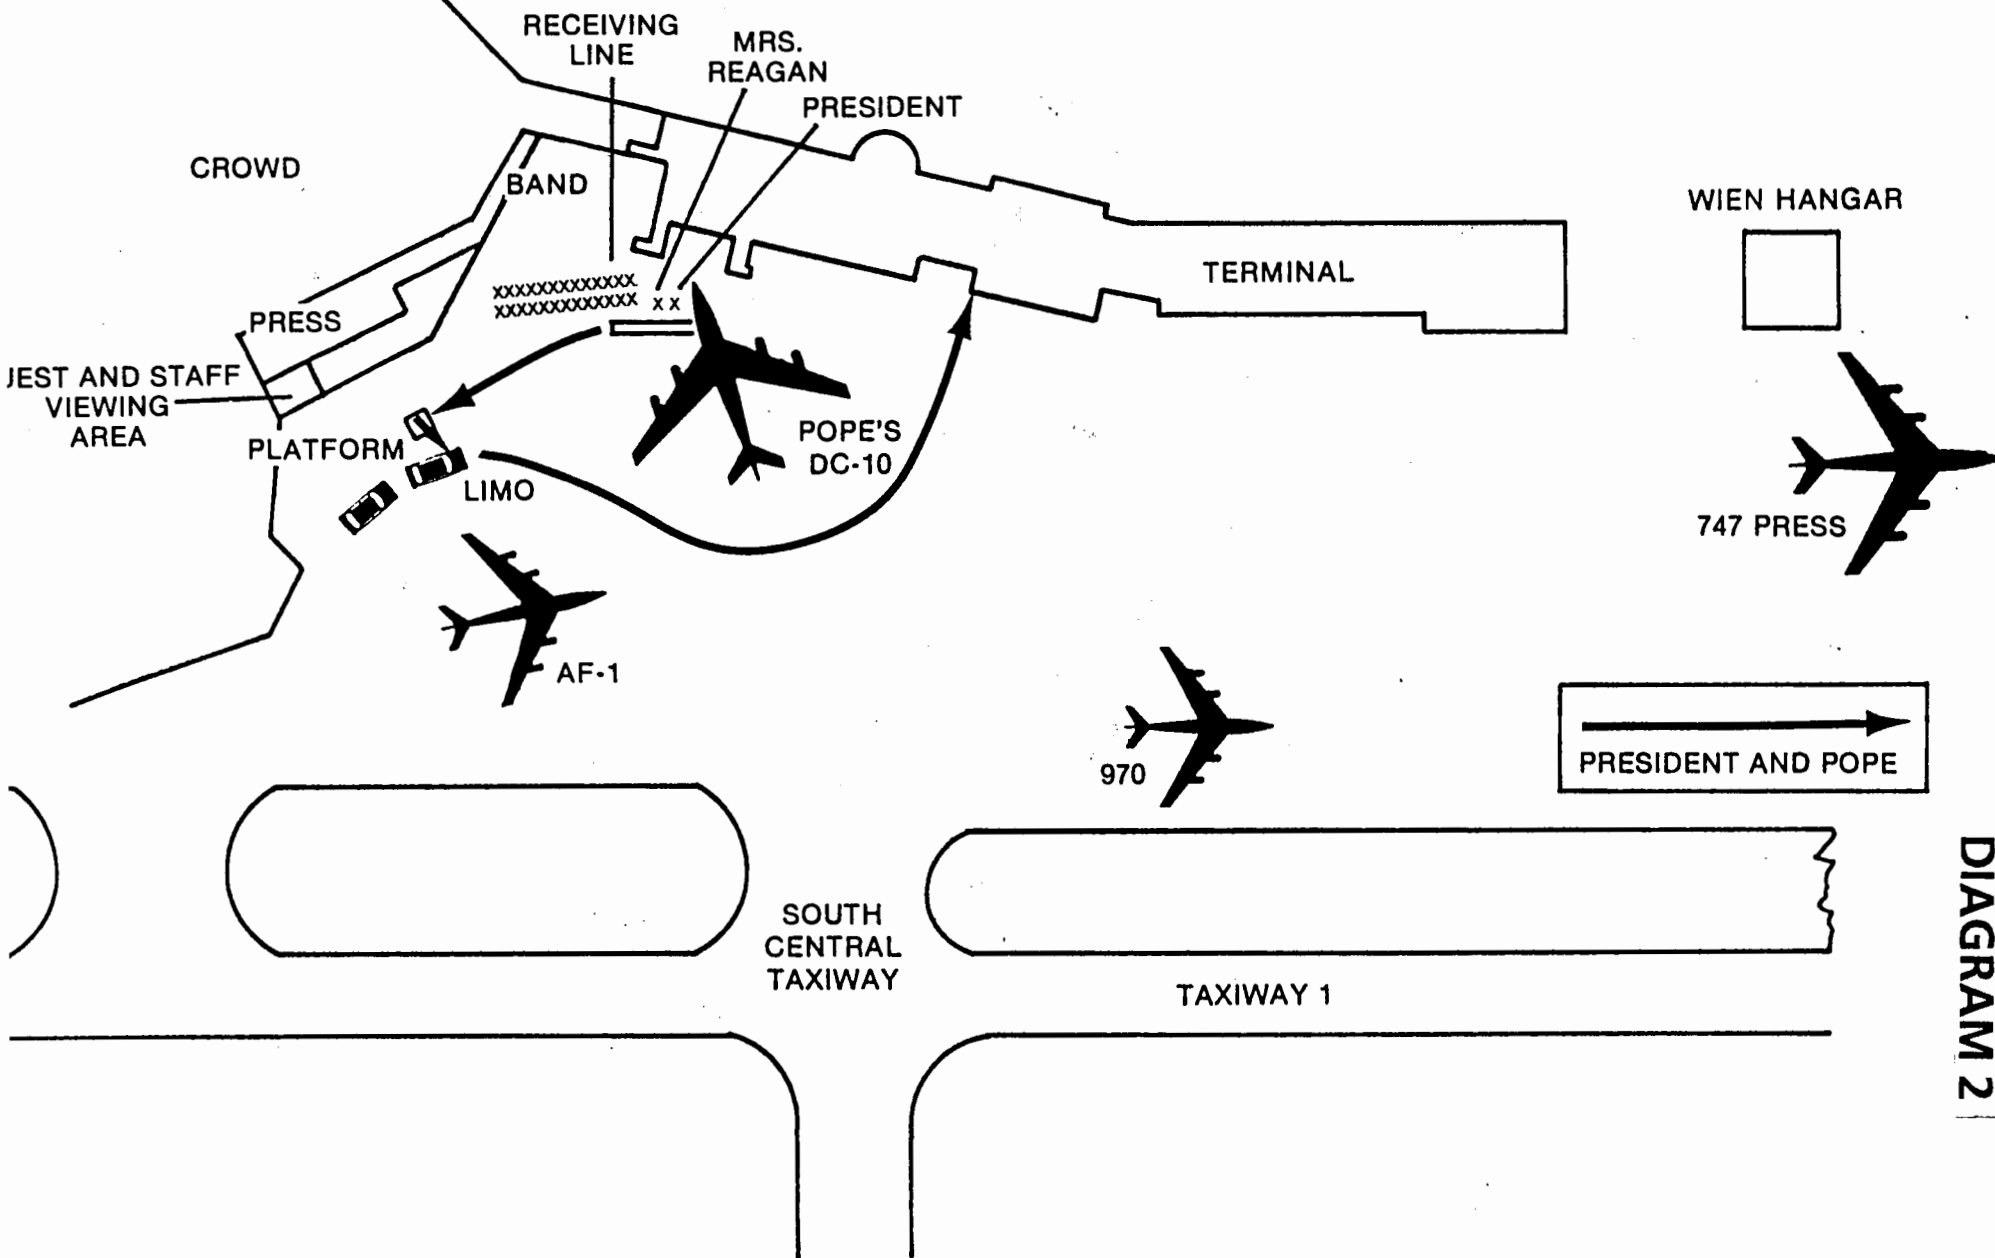 RECEIVING
LINE
MRS.
REAGAN
PRESIDENT
CROWD
BAND
WIEN HANGAR
TERMINAL
xxxxxxxxxxxxx
xxxxxxxxxxxxx
x x
PRESS
AND STAFF
VIEWING
AREA
PLATFORM
LIMO
POPE'S
DC-10
747 PRESS
AF-1
970
PRESIDENT AND POPE
SOUTH
CENTRAL
TAXIWAY
TAXIWAY 1
DIAGRAM 2